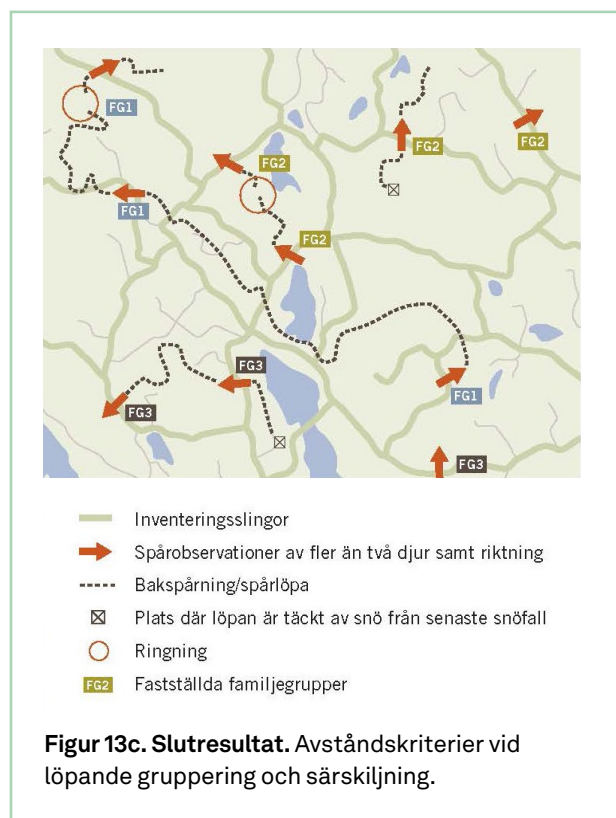 FG1
FG2
FG2
FG2
FG1
FG2
FG3
FG3
FG1
FG3
Inventeringsslingor
Spårobservationer av fler än två djur samt riktning
Bakspårning/spårlöpa
Plats där löpan är täckt av snö från senaste snöfall
Ringning
FG2 Fastställda familjegrupper
Figur 13c. Slutresultat. Avståndskriterier vid
löpande gruppering och särskiljning.